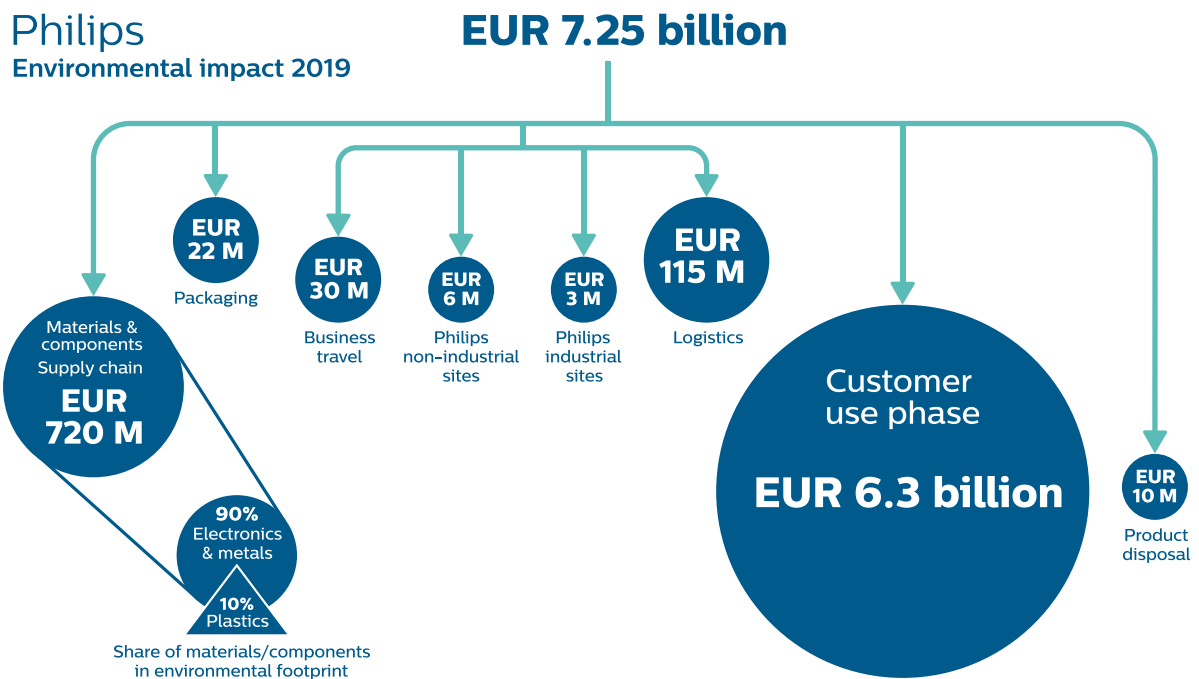 Philips
Environmental impact 2019
EUR 7.25 billion
Materials &
components
Supply chain
EUR
720 M
EUR
22 M
Packaging
EUR
30 M
Business
travel
EUR
6 M
Philips
non-industrial
sites
EUR
3 M
Philips
industrial
sites
EUR
115 M
Logistics
Customer
use phase
EUR 6.3 billion
EUR
10 M
Product
disposal
90%
Electronics
& metals
10%
Plastics
Share of materials/components
in environmental footprint